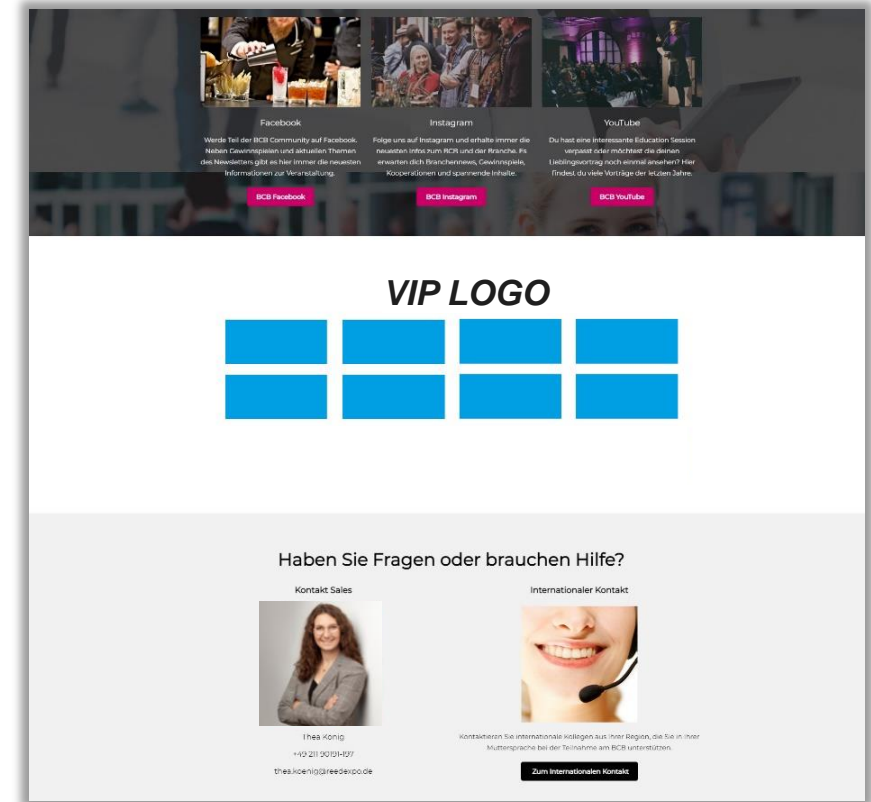 Facebook
Werde Teil der BCB Community auf Facebook.
Neben Gewinnspielen und aktuellen Themen
des Newsletters gibt es hier immer die neuesten
Informationen zur Veranstaltung.
BCB Facebook
Instagram
Folge uns auf Instagram und erhalte immer die
neuesten Infos zum BCB und der Branche. Es
erwarten dich Branchennews, Gewinnspiele,
Kooperationen und spannende Inhalte.
BCB Instagram
YouTube
Du hast eine interessante Education Session
verpasst oder möchtest die deinen
Lieblingsvortrag noch einmal ansehen? Hier
findest du viele Vorträge der letzten Jahre.
BCB YouTube
VIP LOGO
Haben Sie Fragen oder brauchen Hilfe?
Kontakt Sales
Thea König
+49 211 90191-197
thea.koenig@reedexpo.de
Internationaler Kontakt
Kontaktieren Sie internationale Kollegen aus Ihrer Region, die Sie in Ihrer
Muttersprache bei der Teilnahme am BCB unterstützen.
Zum Internationalen Kontakt